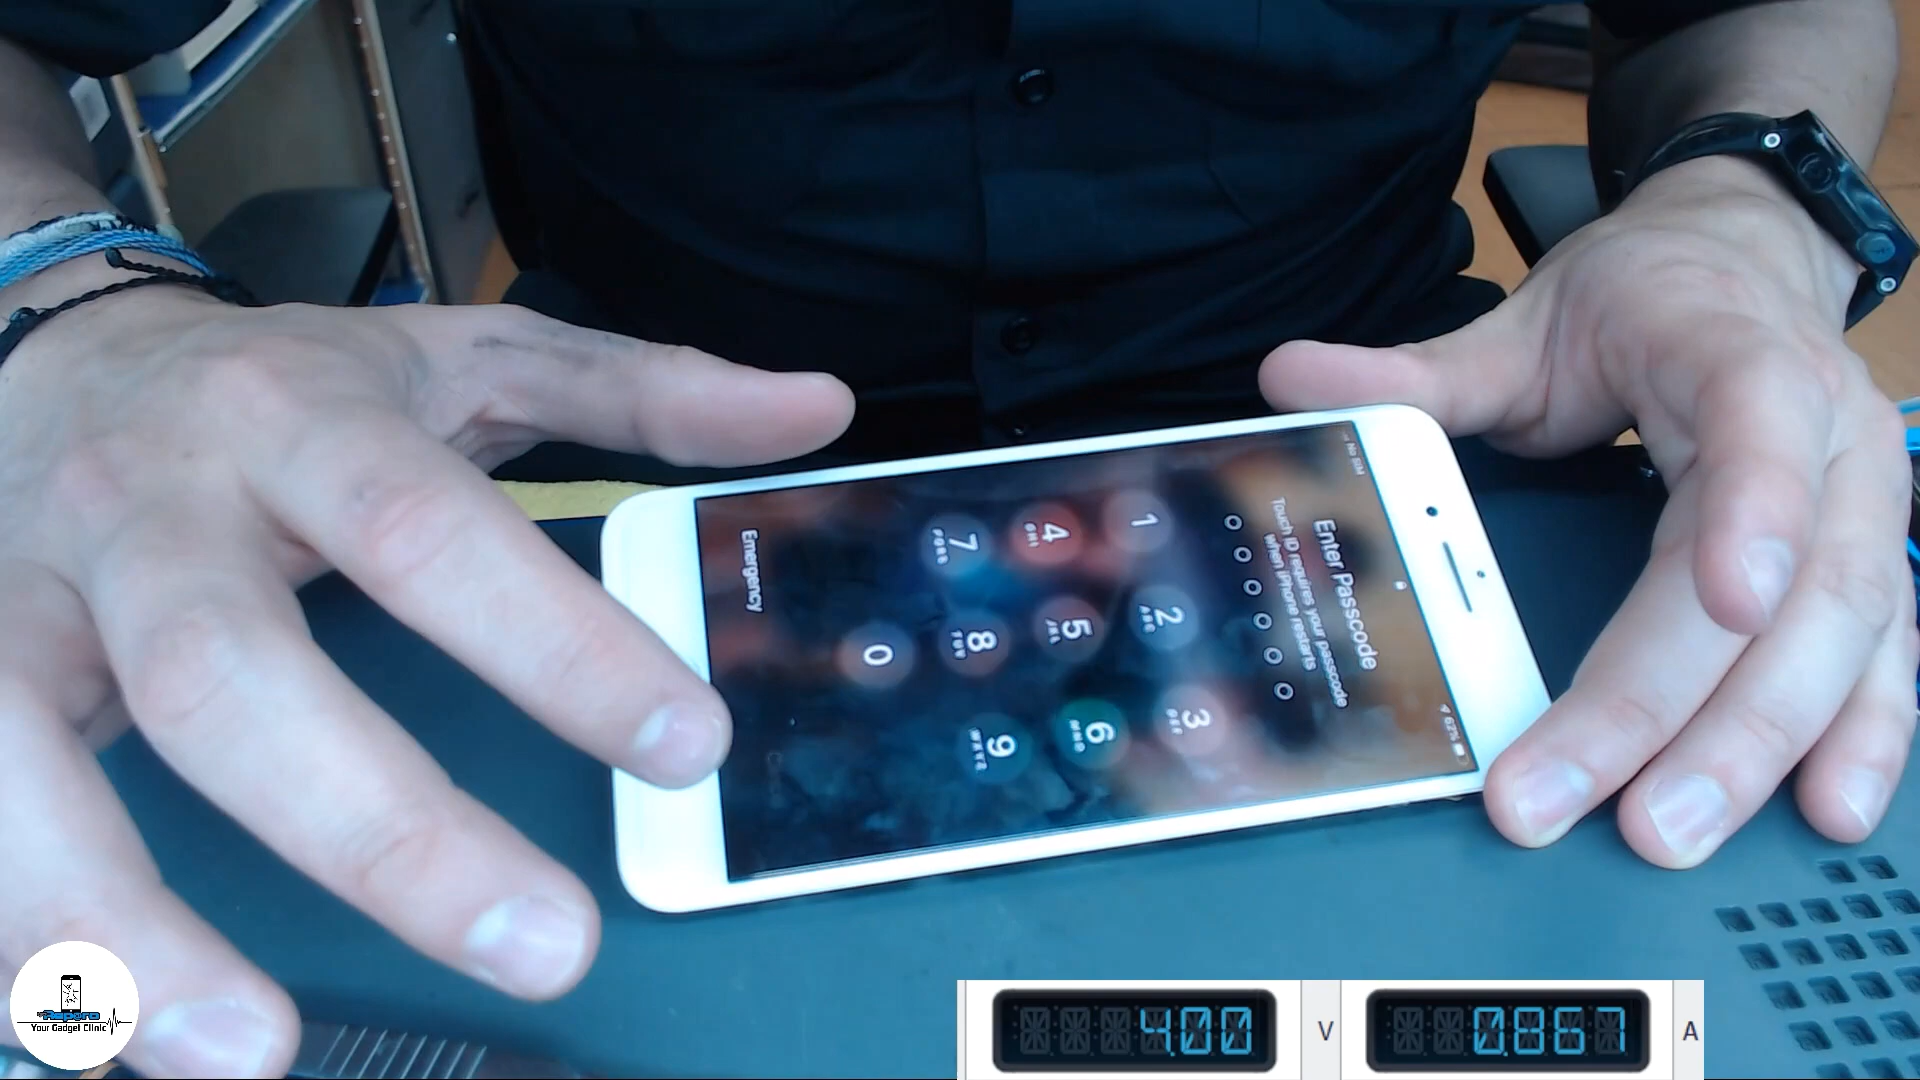 No SIM
62%
Enter Passcode
Touch ID requires your passcode
when iPhone restarts
1
2
ABC
3
DEF
4
GHI
5
JKL
6
MNO
7
PQRS
8
TUV
9
WXYZ
0
Emergency
Your Gadget Clinic
4.00 V
0.867 A